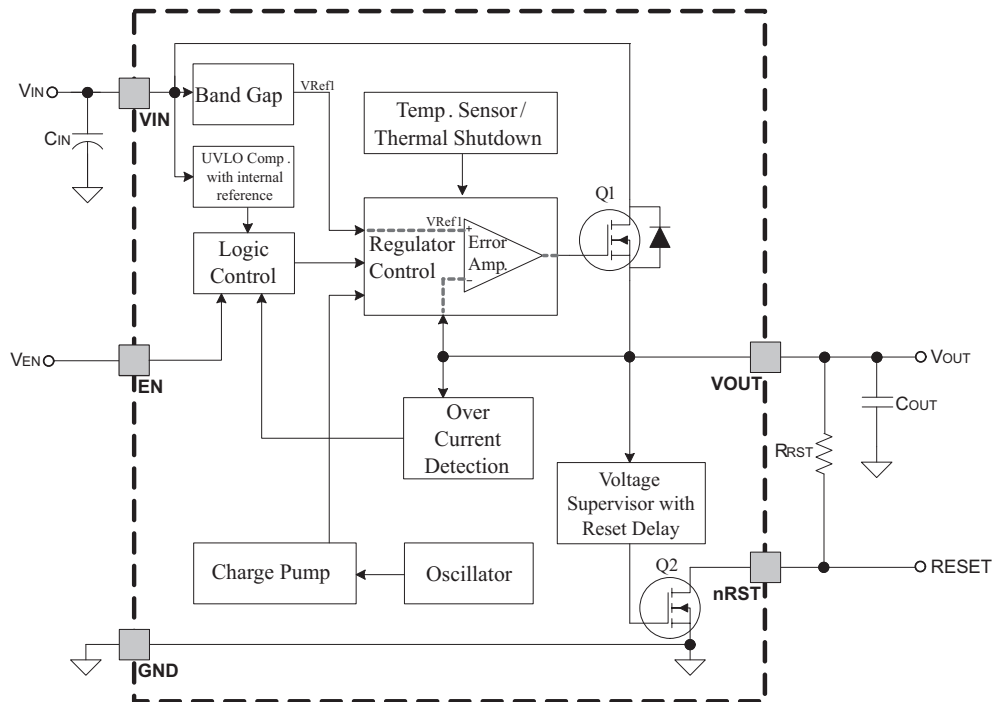 VIN
VIN
CIN
Band Gap
VRef1
Temp. Sensor/
Thermal Shutdown
UVLO Comp.
with internal
reference
Logic
Control
VRef1
+
Regulator
Control
Error
Amp.
−
Q1
VEN
EN
VOUT
VOUT
COUT
RRST
Over
Current
Detection
Voltage
Supervisor with
Reset Delay
Charge Pump
Oscillator
Q2
nRST
RESET
GND